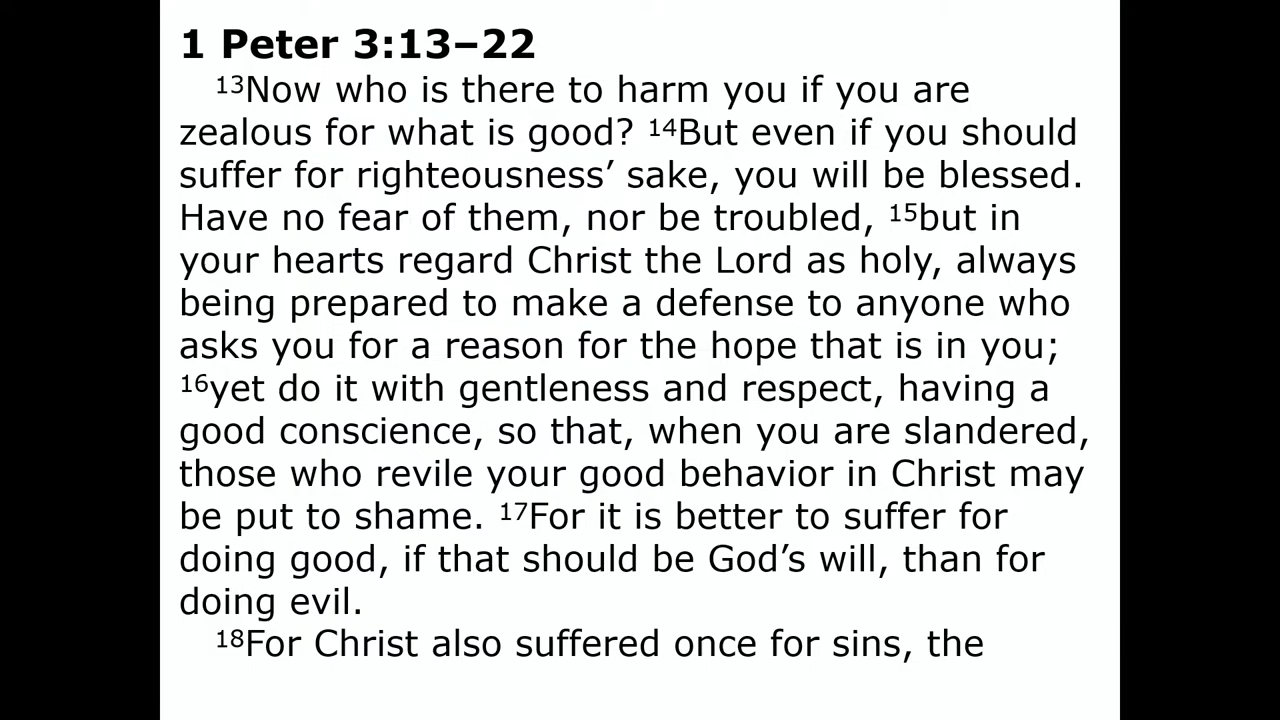 1 Peter 3:13–22
13Now who is there to harm you if you are
zealous for what is good? 14But even if you should
suffer for righteousness’ sake, you will be blessed.
Have no fear of them, nor be troubled, 15but in
your hearts regard Christ the Lord as holy, always
being prepared to make a defense to anyone who
asks you for a reason for the hope that is in you;
16yet do it with gentleness and respect, having a
good conscience, so that, when you are slandered,
those who revile your good behavior in Christ may
be put to shame. 17For it is better to suffer for
doing good, if that should be God’s will, than for
doing evil.
18For Christ also suffered once for sins, the